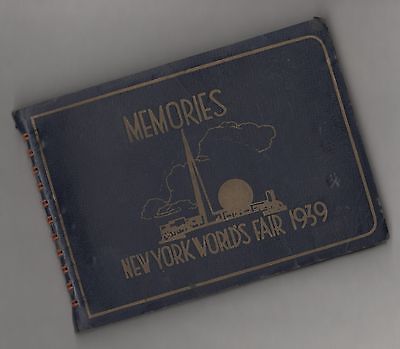 MEMORIES
NEW YORK WORLD'S FAIR 1939